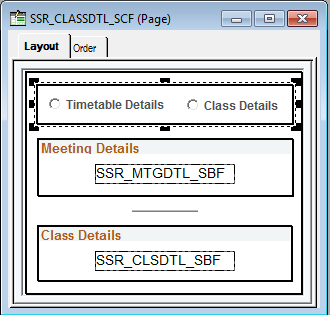 SSR_CLASSDTL_SCF (Page)
Layout Order
Timetable Details Class Details
Meeting Details
SSR_MTGDTL_SBF
Class Details
SSR_CLSDTL_SBF